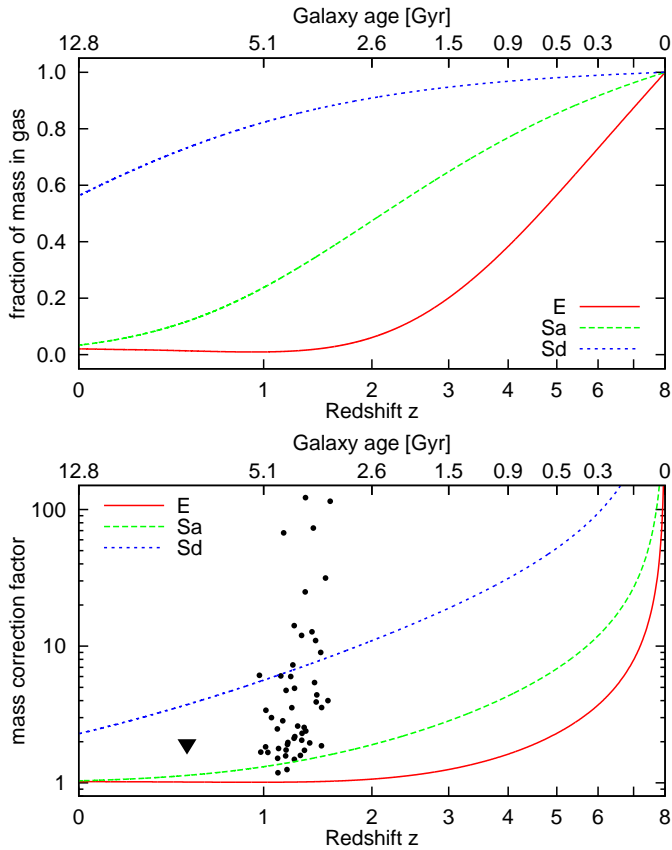 Galaxy age [Gyr]
12.8 5.1 2.6 1.5 0.9 0.5 0.3 0
1.0
0.8
0.6
0.4
0.2
0.0
fraction of mass in gas
E
Sa
Sd
0 1 2 3 4 5 6 8
Redshift z
Galaxy age [Gyr]
12.8 5.1 2.6 1.5 0.9 0.5 0.3 0
100
10
1
mass correction factor
E
Sa
Sd
0 1 2 3 4 5 6 8
Redshift z